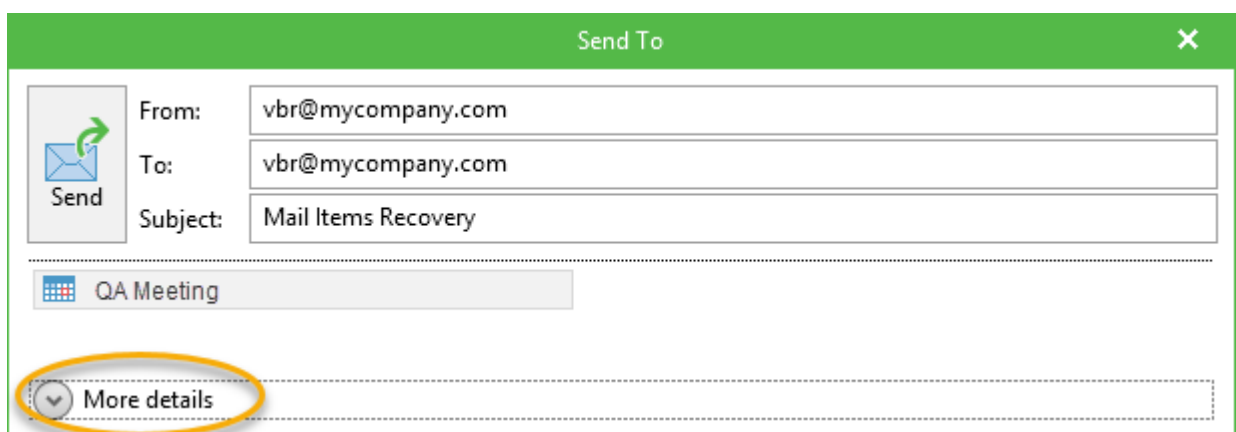 Send To
From: vbr@mycompany.com
To: vbr@mycompany.com
Send
Subject: Mail Items Recovery
QA Meeting
More details